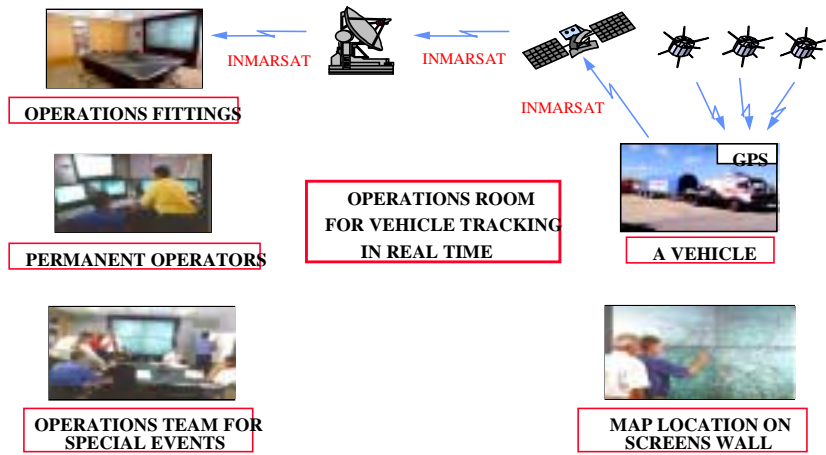 INMARSAT
INMARSAT
INMARSAT
OPERATIONS FITTINGS
GPS
OPERATIONS ROOM
FOR VEHICLE TRACKING
IN REAL TIME
PERMANENT OPERATORS
A VEHICLE
OPERATIONS TEAM FOR
SPECIAL EVENTS
MAP LOCATION ON
SCREENS WALL